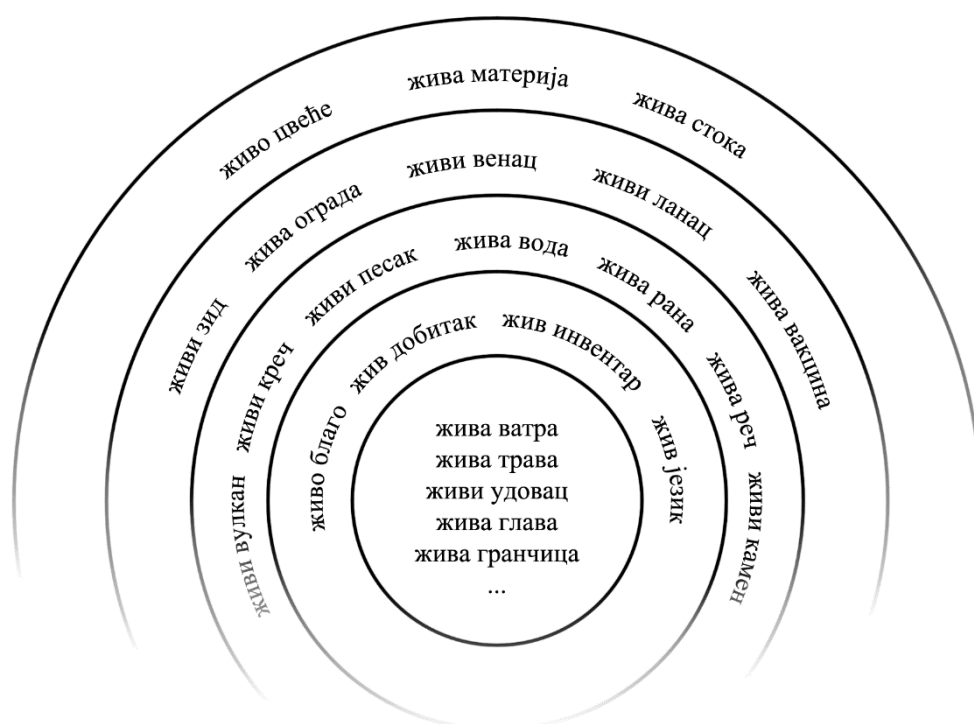 живо цвеће
жива материја
жива стока
живи зид
жива ограда
живи венац
живи ланац
жива вакцина
живи вулкан
живи креч
живи песак
жива вода
жива рана
жива реч
живи камен
живо благо
жив добитак
жив инвентар
жив језик
жива ватра
жива трава
живи удовац
жива глава
жива гранчица
...